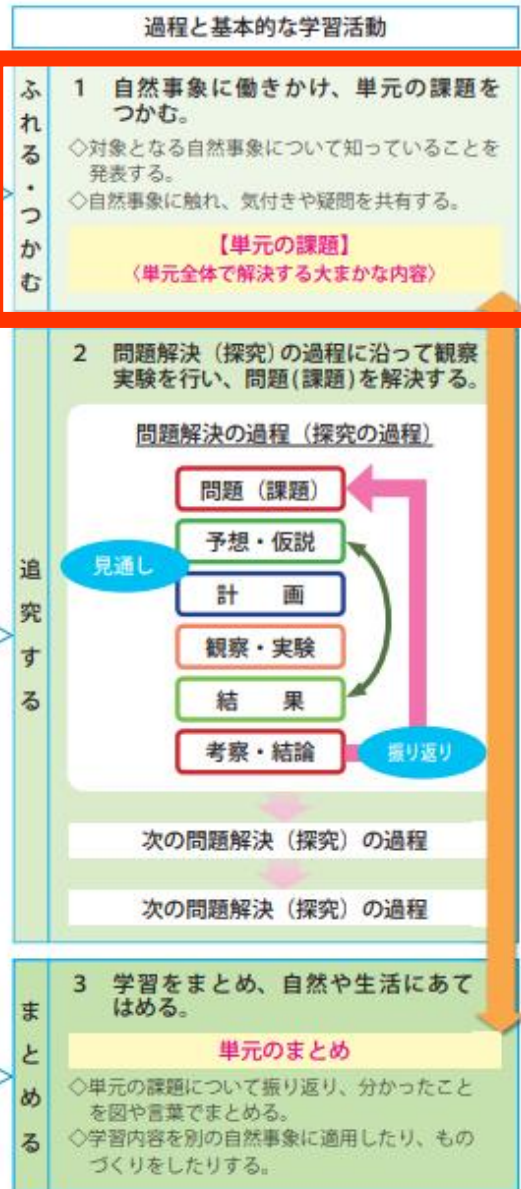 過程と基本的な学習活動
ふれる・つかむ
1 自然事象に働きかけ、単元の課題を
つかむ。
◇対象となる自然事象について知っていることを
発表する。
◇自然事象に触れ、気付きや疑問を共有する。
【単元の課題】
〈単元全体で解決する大まかな内容〉
追究する
2 問題解決（探究）の過程に沿って観察
実験を行い、問題(課題)を解決する。
問題解決の過程（探究の過程）
問題（課題）
予想・仮説
見通し
計　画
観察・実験
結　果
考察・結論
振り返り
次の問題解決（探究）の過程
次の問題解決（探究）の過程
まとめる
3 学習をまとめ、自然や生活にあて
はめる。
単元のまとめ
◇単元の課題について振り返り、分かったこと
を図や言葉でまとめる。
◇学習内容を別の自然事象に適用したり、もの
づくりをしたりする。